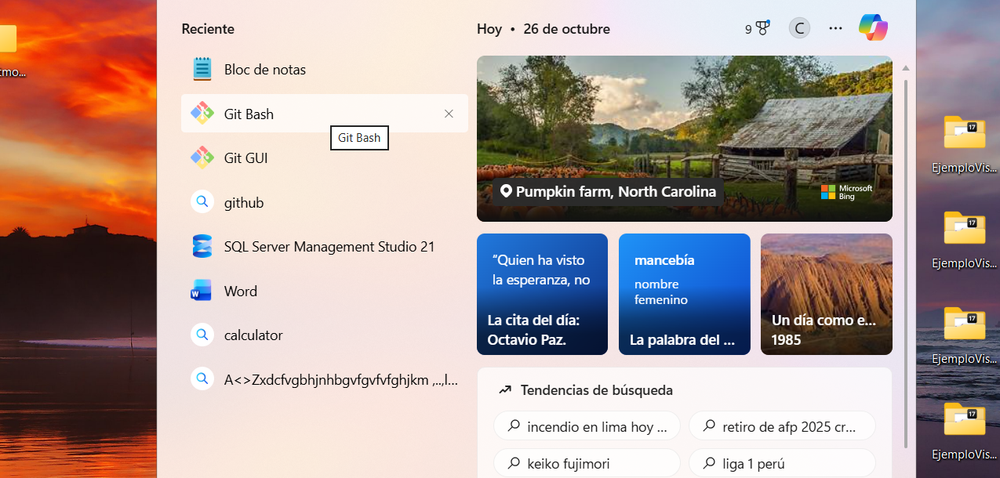 Reciente
Bloc de notas
Git Bash
Git Bash
Git GUI
github
SQL Server Management Studio 21
Word
calculator
A<>Zxdcfvgbhjnhbgvfgvfvfghjkm ,..,l...
Hoy • 26 de octubre
9
C
Pumpkin farm, North Carolina
Microsoft
Bing
“Quien ha visto
la esperanza, no
La cita del día:
Octavio Paz.
mancebía
nombre
femenino
La palabra del ...
Un día como e...
1985
Tendencias de búsqueda
incendio en lima hoy ...
retiro de afp 2025 cr...
keiko fujimori
liga 1 perú
tmo...
17
EjemploVis...
17
EjemploVis...
17
EjemploVis...
17
EjemploVis...